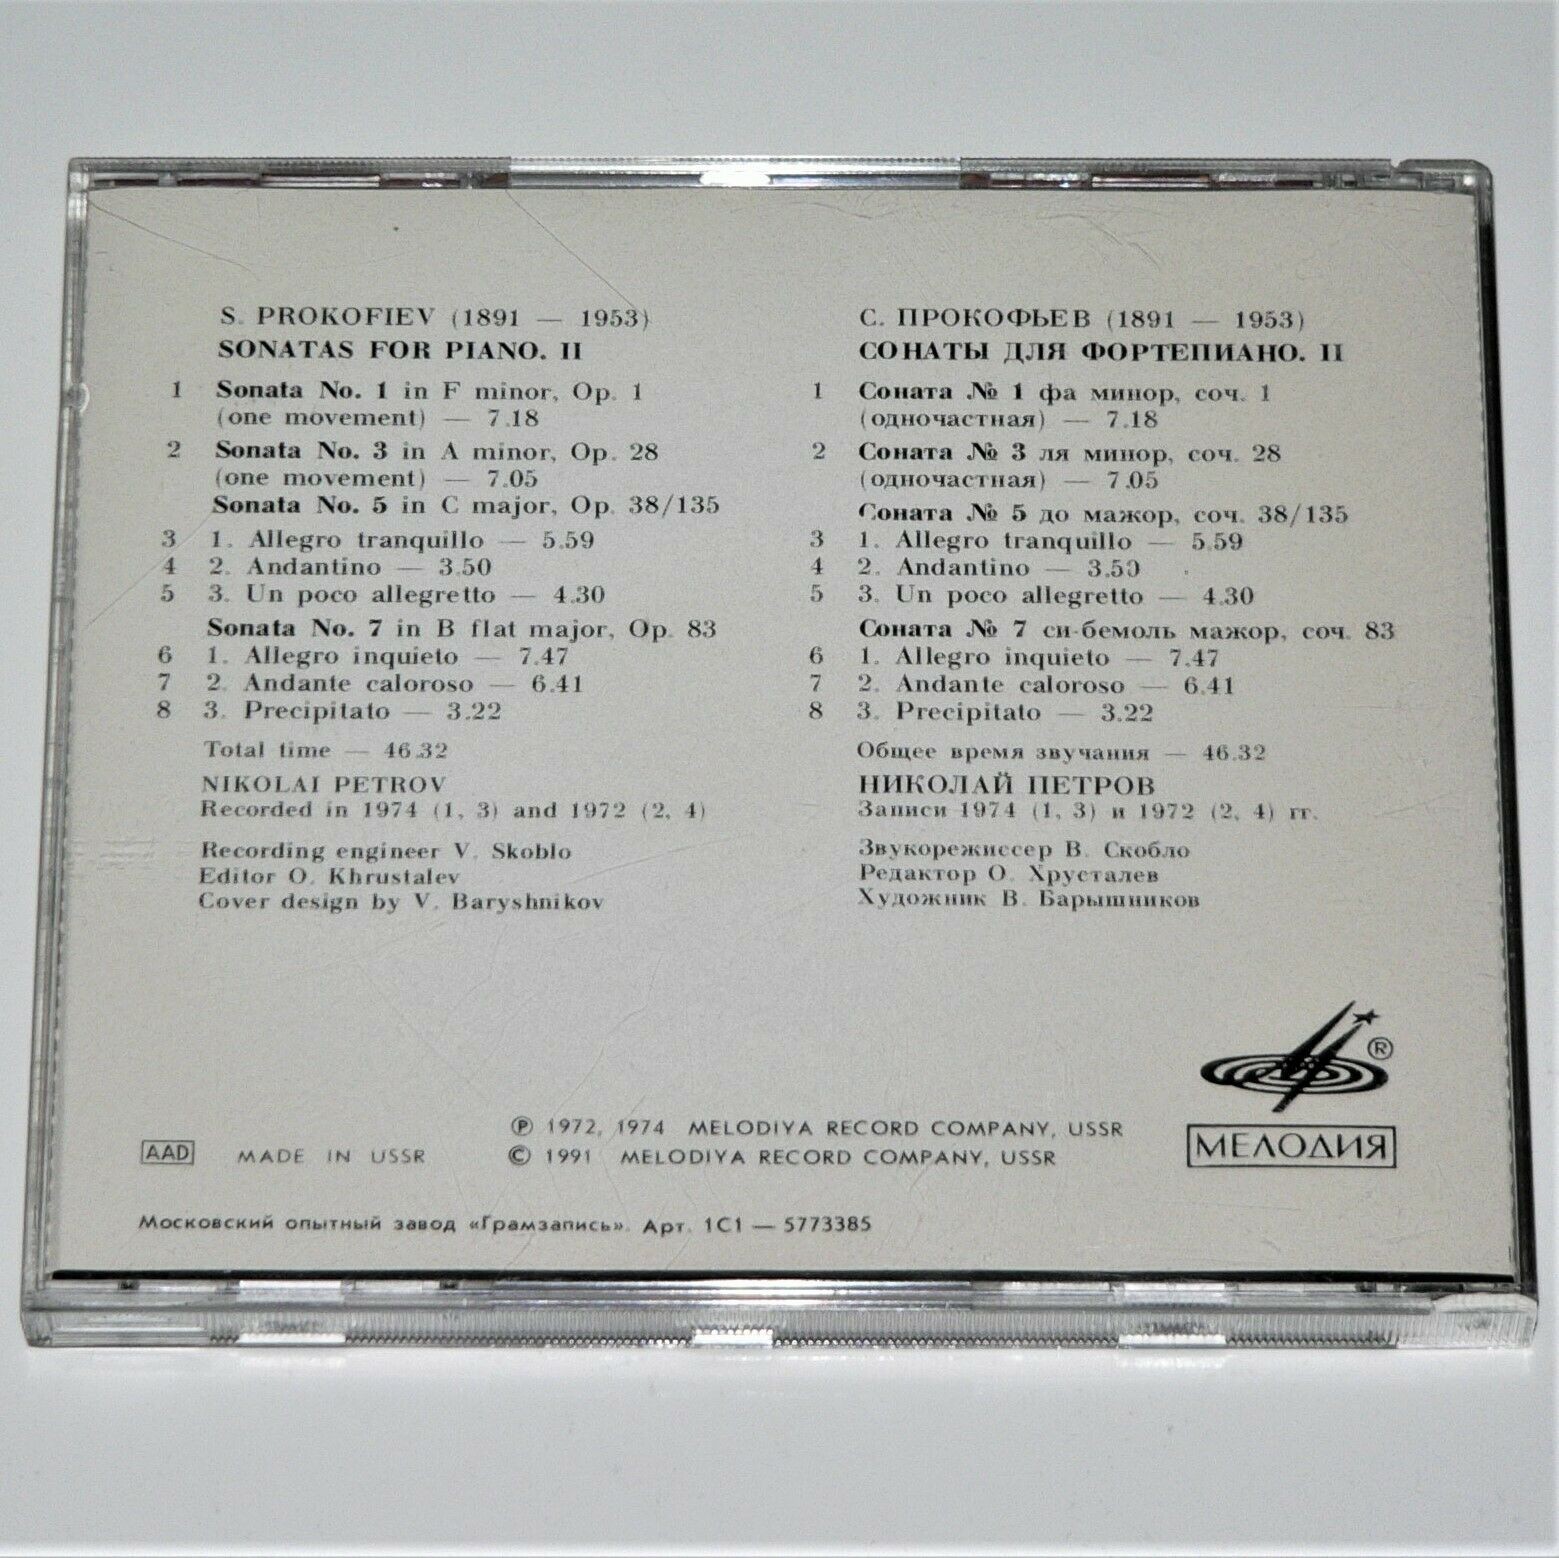 S. PROKOFIEV (1891 — 1953)
SONATAS FOR PIANO. II
1 Sonata No. 1 in F minor, Op. 1
(one movement) — 7.18
2 Sonata No. 3 in A minor, Op. 28
(one movement) — 7.05
Sonata No. 5 in C major, Op. 38/135
3 1. Allegro tranquillo — 5.59
4 2. Andantino — 3.50
5 3. Un poco allegretto — 4.30
Sonata No. 7 in B flat major, Op. 83
6 1. Allegro inquieto — 7.47
7 2. Andante caloroso — 6.41
8 3. Precipitato — 3.22
Total time — 46.32
NIKOLAI PETROV
Recorded in 1974 (1, 3) and 1972 (2, 4)
Recording engineer V. Skoblo
Editor O. Khrustalev
Cover design by V. Baryshnikov
С. ПРОКОФЬЕВ (1891 — 1953)
СОНАТЫ ДЛЯ ФОРТЕПИАНО. II
1 Соната № 1 фа минор, соч. 1
(одночастная) — 7.18
2 Соната № 3 ля минор, соч. 28
(одночастная) — 7.05
Соната № 5 до мажор, соч. 38/135
3 1. Allegro tranquillo — 5.59
4 2. Andantino — 3.50
5 3. Un poco allegretto — 4.30
Соната № 7 си-бемоль мажор, соч. 83
6 1. Allegro inquieto — 7.47
7 2. Andante caloroso — 6.41
8 3. Precipitato — 3.22
Общее время звучания — 46.32
НИКОЛАЙ ПЕТРОВ
Записи 1974 (1, 3) и 1972 (2, 4) гг.
Звукорежиссер В. Скобло
Редактор О. Хрусталев
Художник В. Барышников
®
МЕЛОДИЯ
℗ 1972, 1974 MELODIYA RECORD COMPANY, USSR
AAD MADE IN USSR © 1991 MELODIYA RECORD COMPANY, USSR
Московский опытный завод «Грамзапись». Арт. 1С1 — 5773385